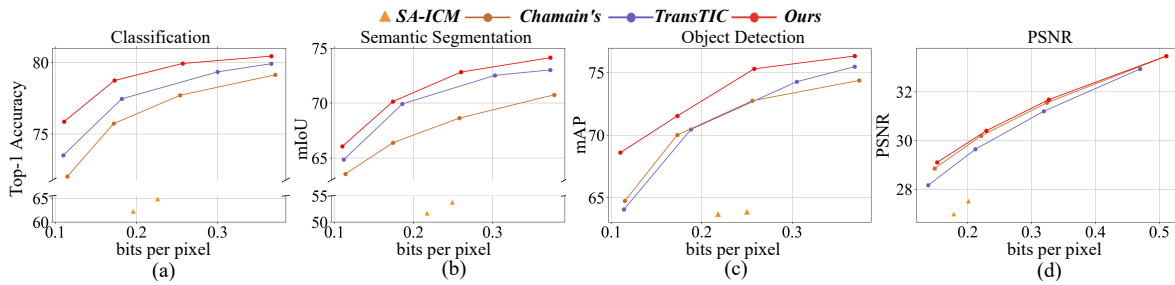 SA-ICM Chamain's TransTIC Ours
Classification
Top-1 Accuracy
80
75
65
60
0.1 0.2 0.3
bits per pixel
(a)
Semantic Segmentation
mIoU
75
70
65
55
50
0.1 0.2 0.3
bits per pixel
(b)
Object Detection
mAP
75
70
65
0.2 0.3
bits per pixel
(c)
PSNR
PSNR
32
30
28
0.2 0.3 0.4 0.5
bits per pixel
(d)